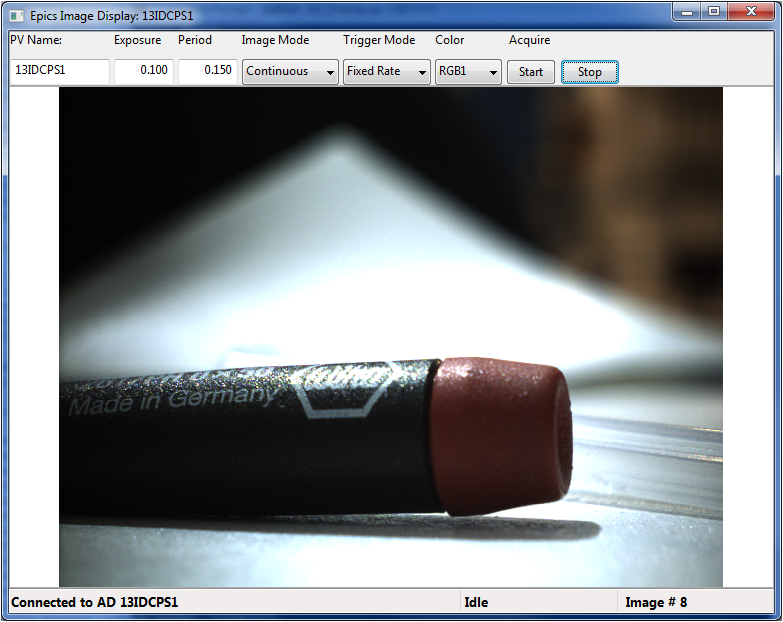 Epics Image Display: 13IDCPS1
PV Name: Exposure Period Image Mode Trigger Mode Color Acquire
13IDCPS1 0.100 0.150 Continuous Fixed Rate RGB1 Start Stop
Made in Germany
Connected to AD 13IDCPS1 Idle Image # 8